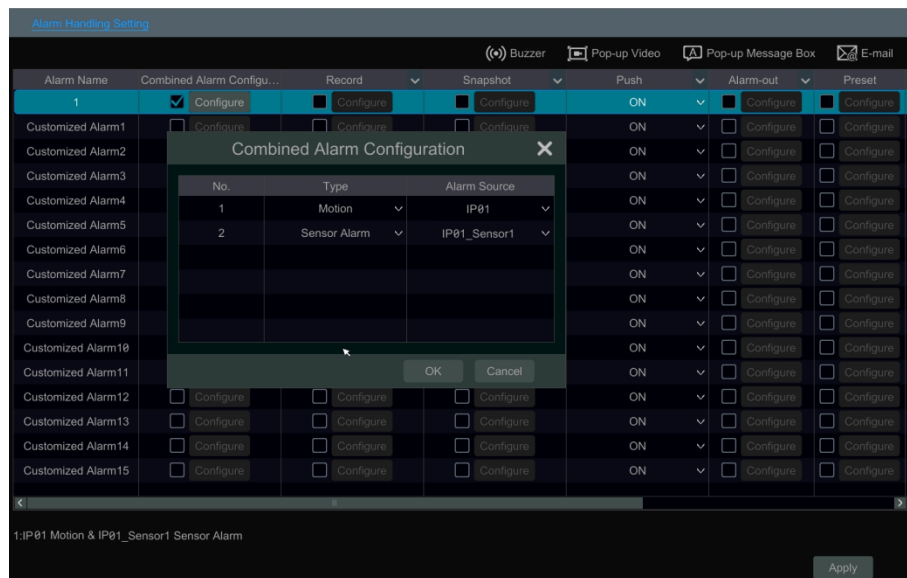 Alarm Handling Setting
Buzzer Pop-up Video Pop-up Message Box E-mail
Alarm Name Combined Alarm Configu... Record Snapshot Push Alarm-out Preset
1 Configure Configure Configure ON Configure Configure
Customized Alarm1 Configure Configure Configure ON Configure Configure
Customized Alarm2 ON Configure Configure
Customized Alarm3 ON Configure Configure
Customized Alarm4 ON Configure Configure
Customized Alarm5 ON Configure Configure
Customized Alarm6 ON Configure Configure
Customized Alarm7 ON Configure Configure
Customized Alarm8 ON Configure Configure
Customized Alarm9 ON Configure Configure
Customized Alarm10 ON Configure Configure
Customized Alarm11 ON Configure Configure
Customized Alarm12 Configure Configure Configure ON Configure Configure
Customized Alarm13 Configure Configure Configure ON Configure Configure
Customized Alarm14 Configure Configure Configure ON Configure Configure
Customized Alarm15 Configure Configure Configure ON Configure Configure
Combined Alarm Configuration
No. Type Alarm Source
1 Motion IP01
2 Sensor Alarm IP01_Sensor1
OK Cancel
1:IP01 Motion & IP01_Sensor1 Sensor Alarm
Apply